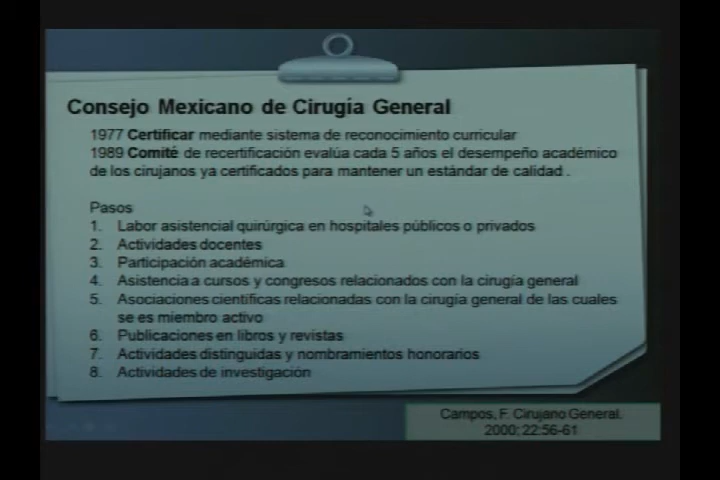 Consejo Mexicano de Cirugía General
1977 Certificar mediante sistema de reconocimiento curricular
1989 Comité de recertificación evalúa cada 5 años el desempeño académico
de los cirujanos ya certificados para mantener un estándar de calidad .
Pasos
1. Labor asistencial quirúrgica en hospitales públicos o privados
2. Actividades docentes
3. Participación académica
4. Asistencia a cursos y congresos relacionados con la cirugía general
5. Asociaciones científicas relacionadas con la cirugía general de las cuales
se es miembro activo
6. Publicaciones en libros y revistas
7. Actividades distinguidas y nombramientos honorarios
8. Actividades de investigación
Campos, F. Cirujano General.
2000; 22:56-61